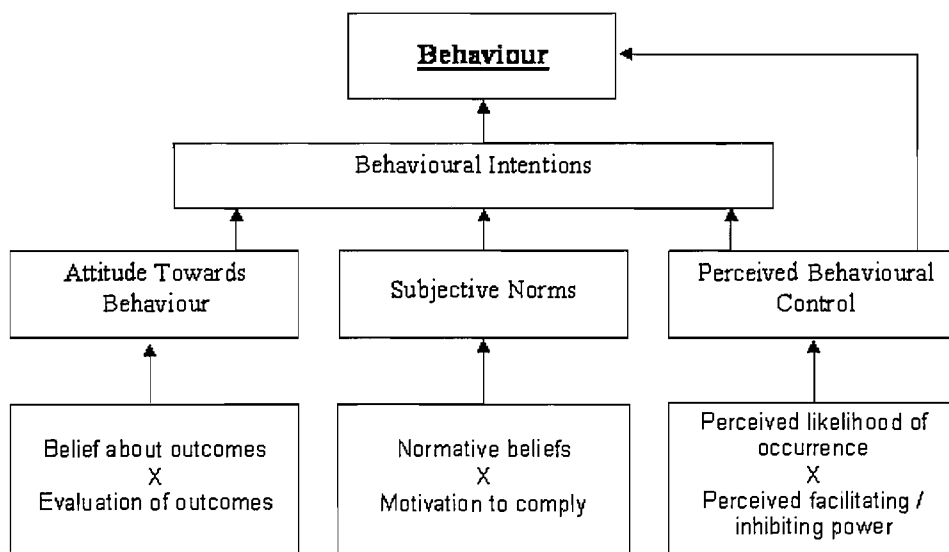 Behaviour
Behavioural Intentions
Attitude Towards
Behaviour
Subjective Norms
Perceived Behavioural
Control
Belief about outcomes
X
Evaluation of outcomes
Normative beliefs
X
Motivation to comply
Perceived likelihood of
occurrence
X
Perceived facilitating /
inhibiting power